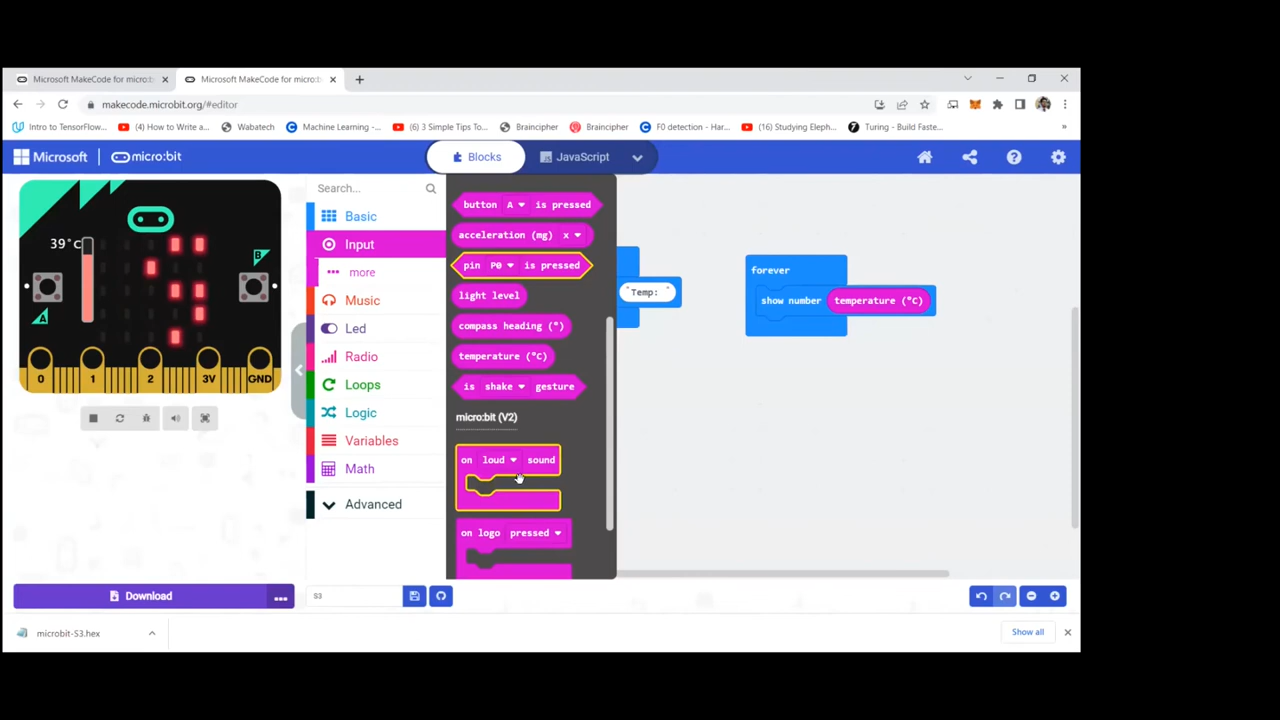 Microsoft MakeCode for micro:b
Microsoft MakeCode for micro:b
makecode.microbit.org/#editor
Intro to TensorFlow...
(4) How to Write a...
Wabatech
Machine Learning -...
(6) 3 Simple Tips To...
Braincipher
Braincipher
F0 detection - Har...
(16) Studying Eleph...
Turing - Build Faste...
»
Microsoft
micro:bit
Blocks
JavaScript
39°C
A
B
0
1
2
3V
GND
Search...
Basic
Input
more
Music
Led
Radio
Loops
Logic
Variables
Math
Advanced
button A is pressed
acceleration (mg) x
pin P0 is pressed
light level
compass heading (°)
temperature (°C)
is shake gesture
micro:bit (V2)
on loud sound
on logo pressed
"Temp: "
forever
show number temperature (°C)
Download
...
S3
microbit-S3.hex
Show all